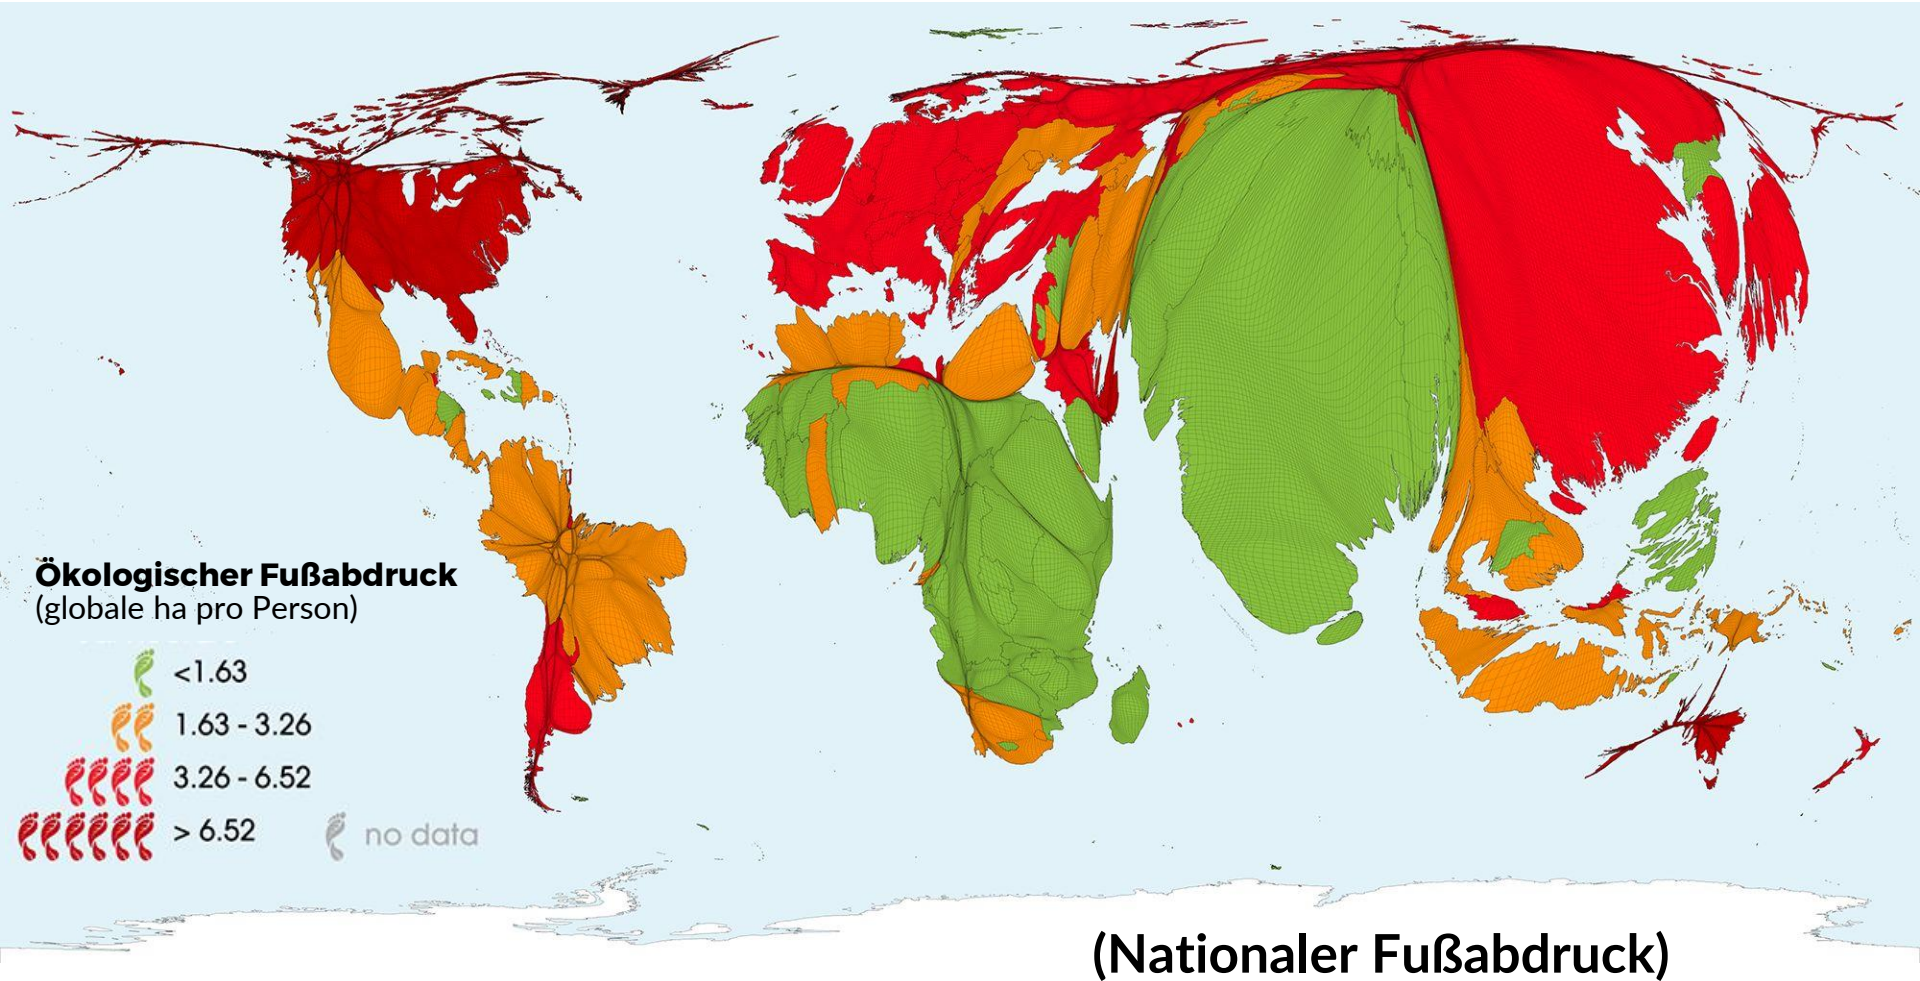 Ökologischer Fußabdruck
(globale ha pro Person)
<1.63
1.63 - 3.26
3.26 - 6.52
> 6.52
no data
(Nationaler Fußabdruck)